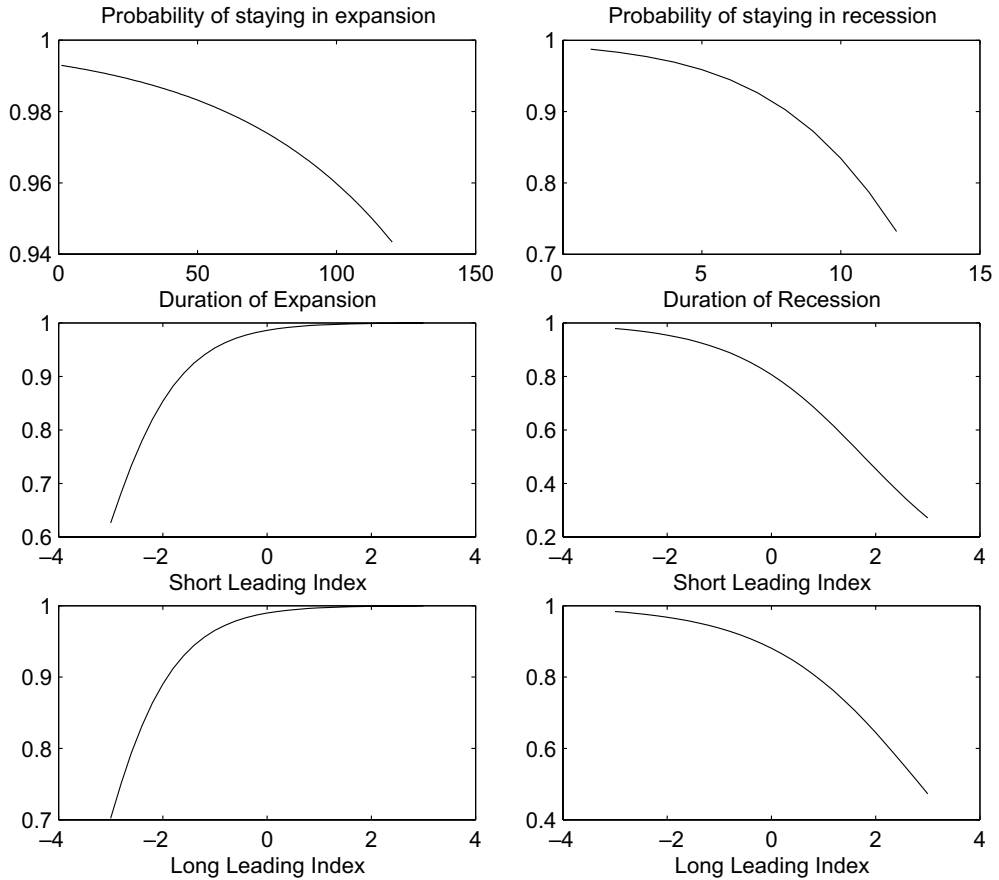 Probability of staying in expansion
1
0.98
0.96
0.94
0 50 100 150
Duration of Expansion
Probability of staying in recession
1
0.9
0.8
0.7
0 5 10 15
Duration of Recession
1
0.9
0.8
0.7
0.6
–4 –2 0 2 4
Short Leading Index
1
0.8
0.6
0.4
0.2
–4 –2 0 2 4
Short Leading Index
1
0.9
0.8
0.7
–4 –2 0 2 4
Long Leading Index
1
0.8
0.6
0.4
–4 –2 0 2 4
Long Leading Index